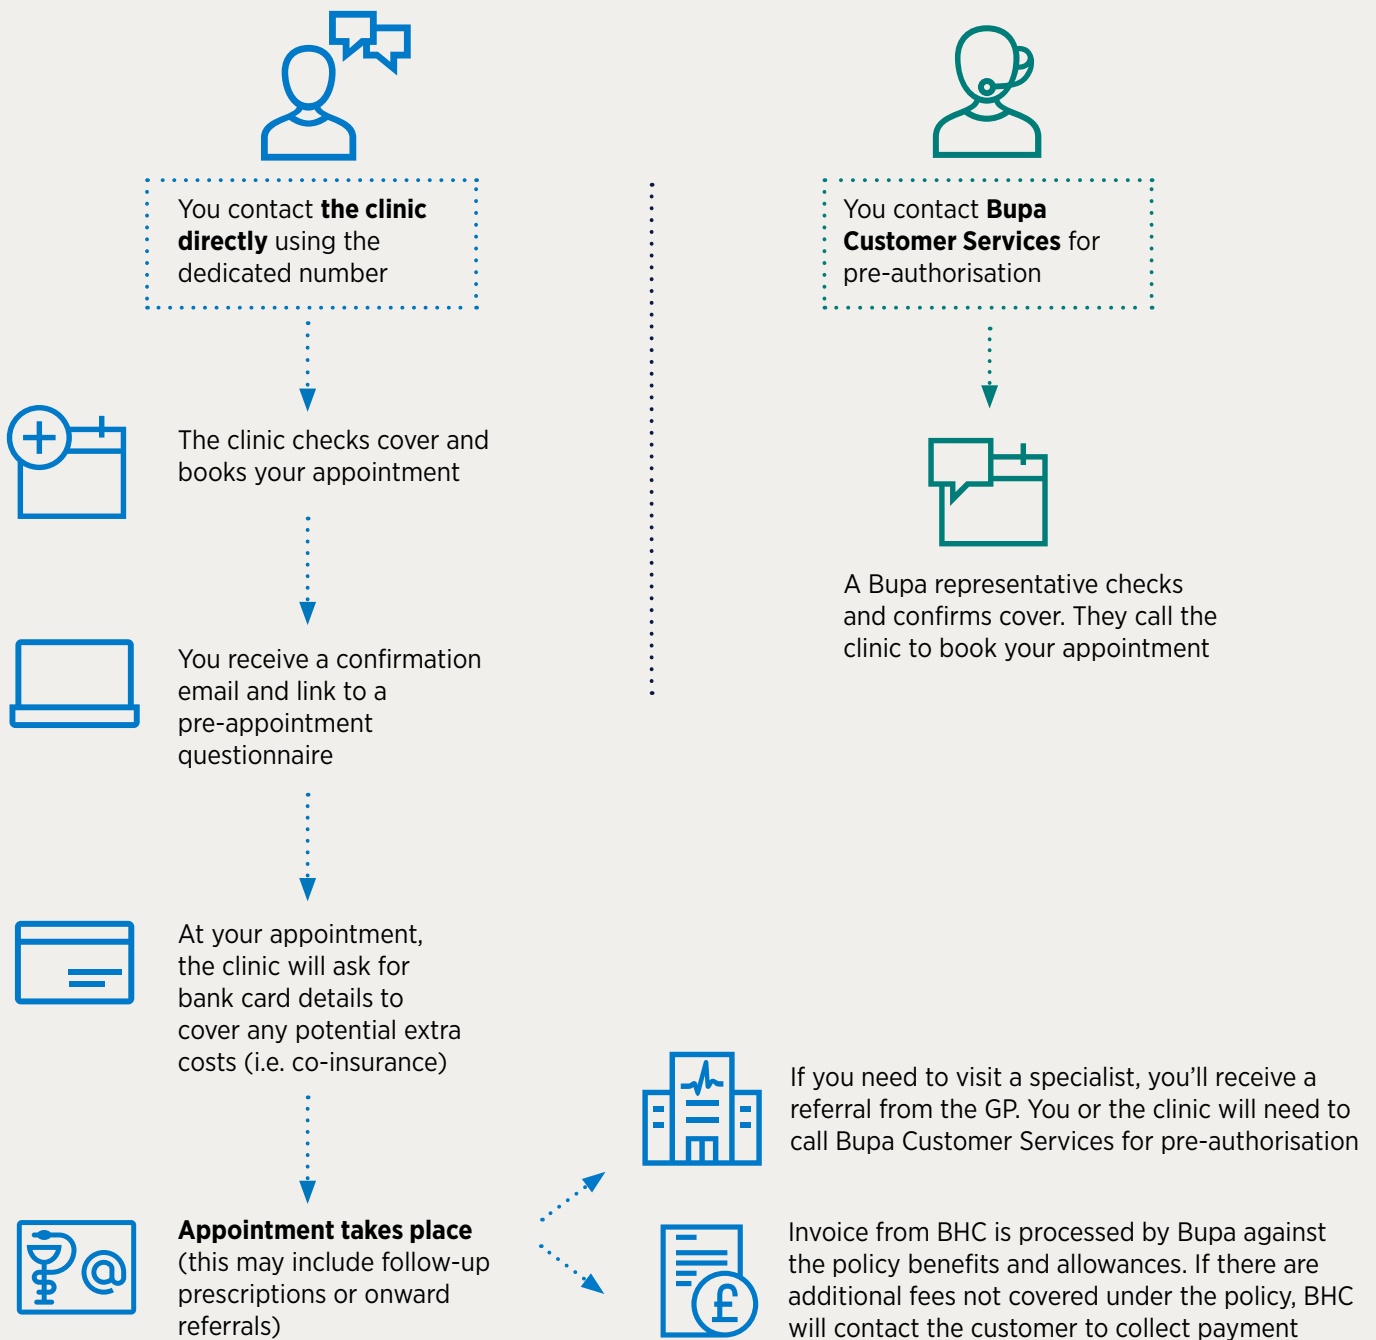 You contact the clinic
directly using the
dedicated number
The clinic checks cover and
books your appointment
You receive a confirmation
email and link to a
pre-appointment
questionnaire
At your appointment,
the clinic will ask for
bank card details to
cover any potential extra
costs (i.e. co-insurance)
Appointment takes place
(this may include follow-up
prescriptions or onward
referrals)
You contact Bupa
Customer Services for
pre-authorisation
A Bupa representative checks
and confirms cover. They call the
clinic to book your appointment
If you need to visit a specialist, you’ll receive a
referral from the GP. You or the clinic will need to
call Bupa Customer Services for pre-authorisation
Invoice from BHC is processed by Bupa against
the policy benefits and allowances. If there are
additional fees not covered under the policy, BHC
will contact the customer to collect payment
@
£